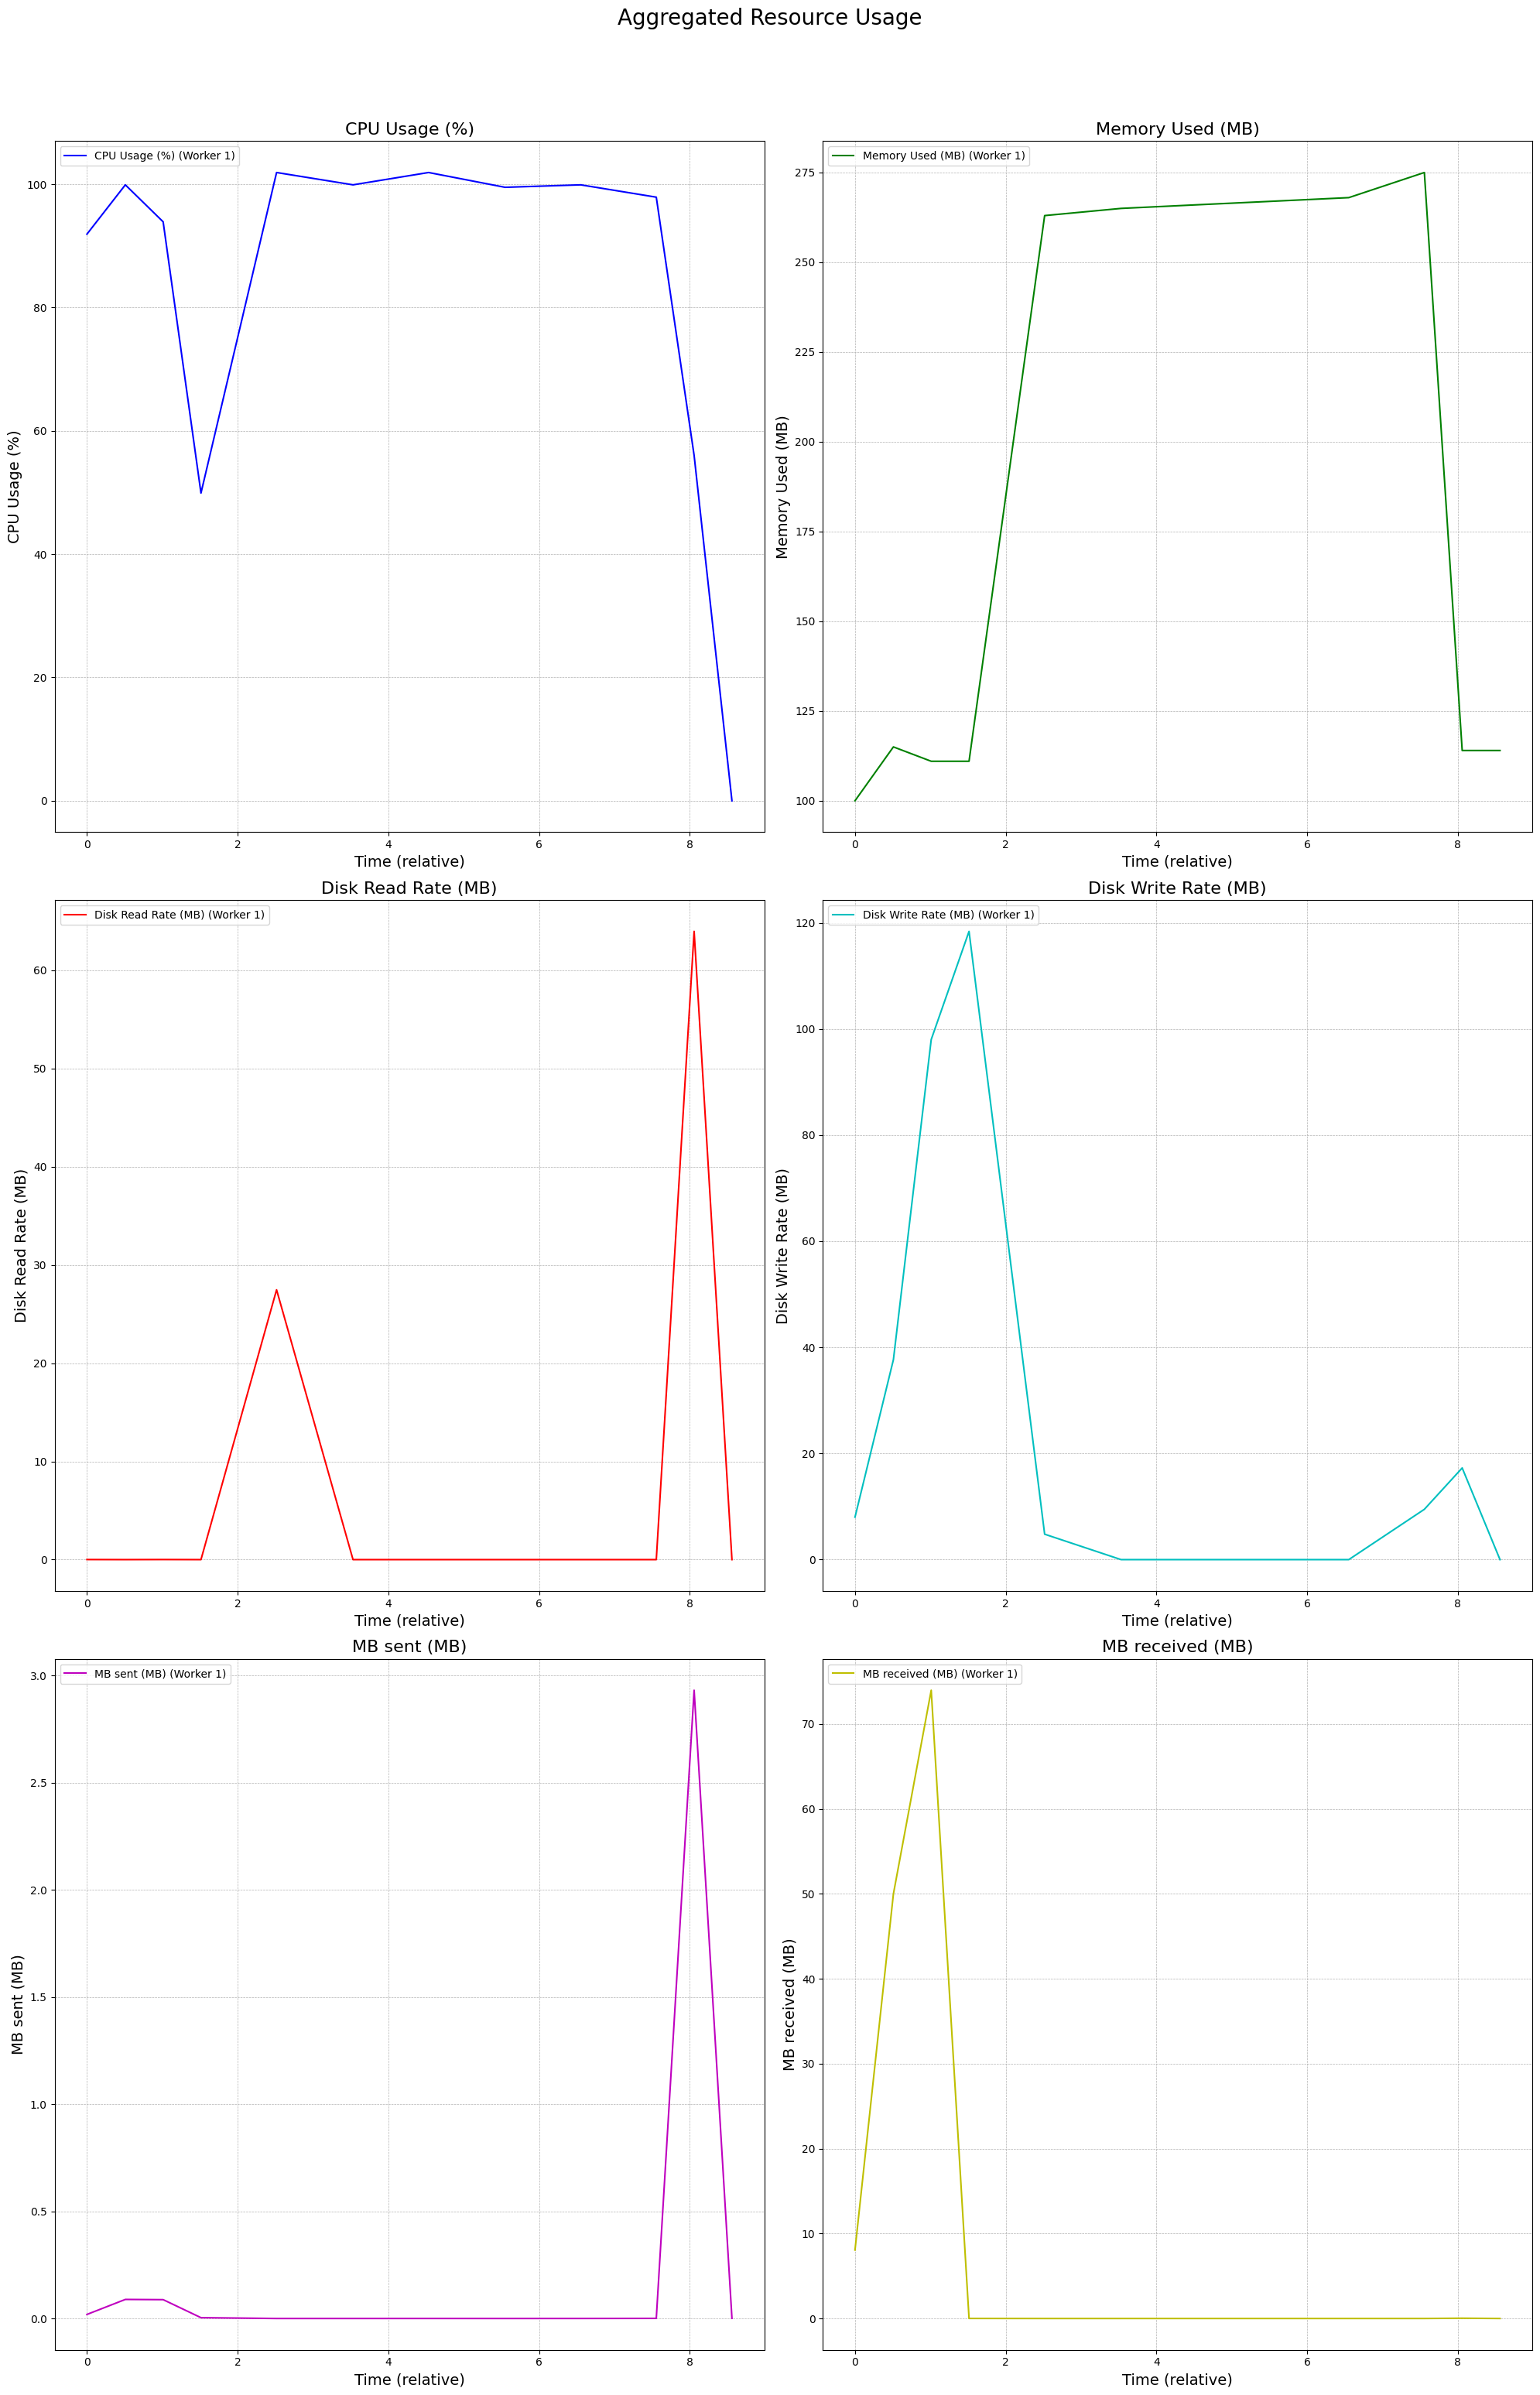 Aggregated Resource Usage
CPU Usage (%)
CPU Usage (%) (Worker 1)
CPU Usage (%)
100
80
60
40
20
0
0 2 4 6 8
Time (relative)
Memory Used (MB)
Memory Used (MB) (Worker 1)
Memory Used (MB)
275
250
225
200
175
150
125
100
0 2 4 6 8
Time (relative)
Disk Read Rate (MB)
Disk Read Rate (MB) (Worker 1)
Disk Read Rate (MB)
60
50
40
30
20
10
0
0 2 4 6 8
Time (relative)
Disk Write Rate (MB)
Disk Write Rate (MB) (Worker 1)
Disk Write Rate (MB)
120
100
80
60
40
20
0
0 2 4 6 8
Time (relative)
MB sent (MB)
MB sent (MB) (Worker 1)
MB sent (MB)
3.0
2.5
2.0
1.5
1.0
0.5
0.0
0 2 4 6 8
Time (relative)
MB received (MB)
MB received (MB) (Worker 1)
MB received (MB)
70
60
50
40
30
20
10
0
0 2 4 6 8
Time (relative)